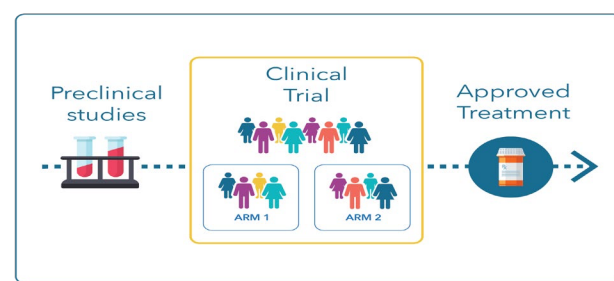 Preclinical
studies
Clinical
Trial
ARM 1
ARM 2
Approved
Treatment